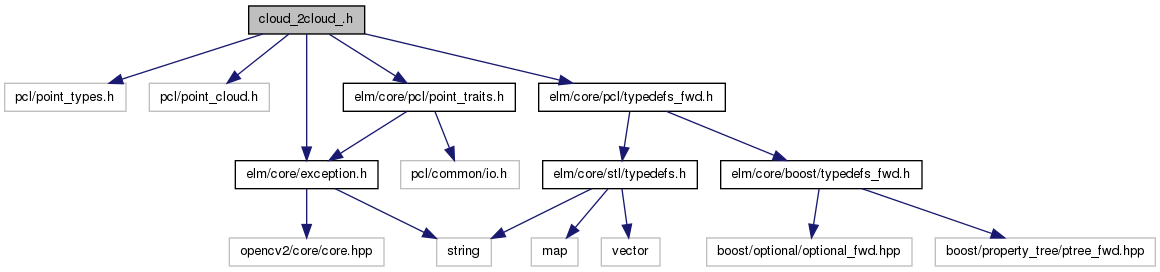 cloud_2cloud_.h
pcl/point_types.h
pcl/point_cloud.h
elm/core/pcl/point_traits.h
elm/core/pcl/typedefs_fwd.h
elm/core/exception.h
pcl/common/io.h
elm/core/stl/typedefs.h
elm/core/boost/typedefs_fwd.h
opencv2/core/core.hpp
string
map
vector
boost/optional/optional_fwd.hpp
boost/property_tree/ptree_fwd.hpp